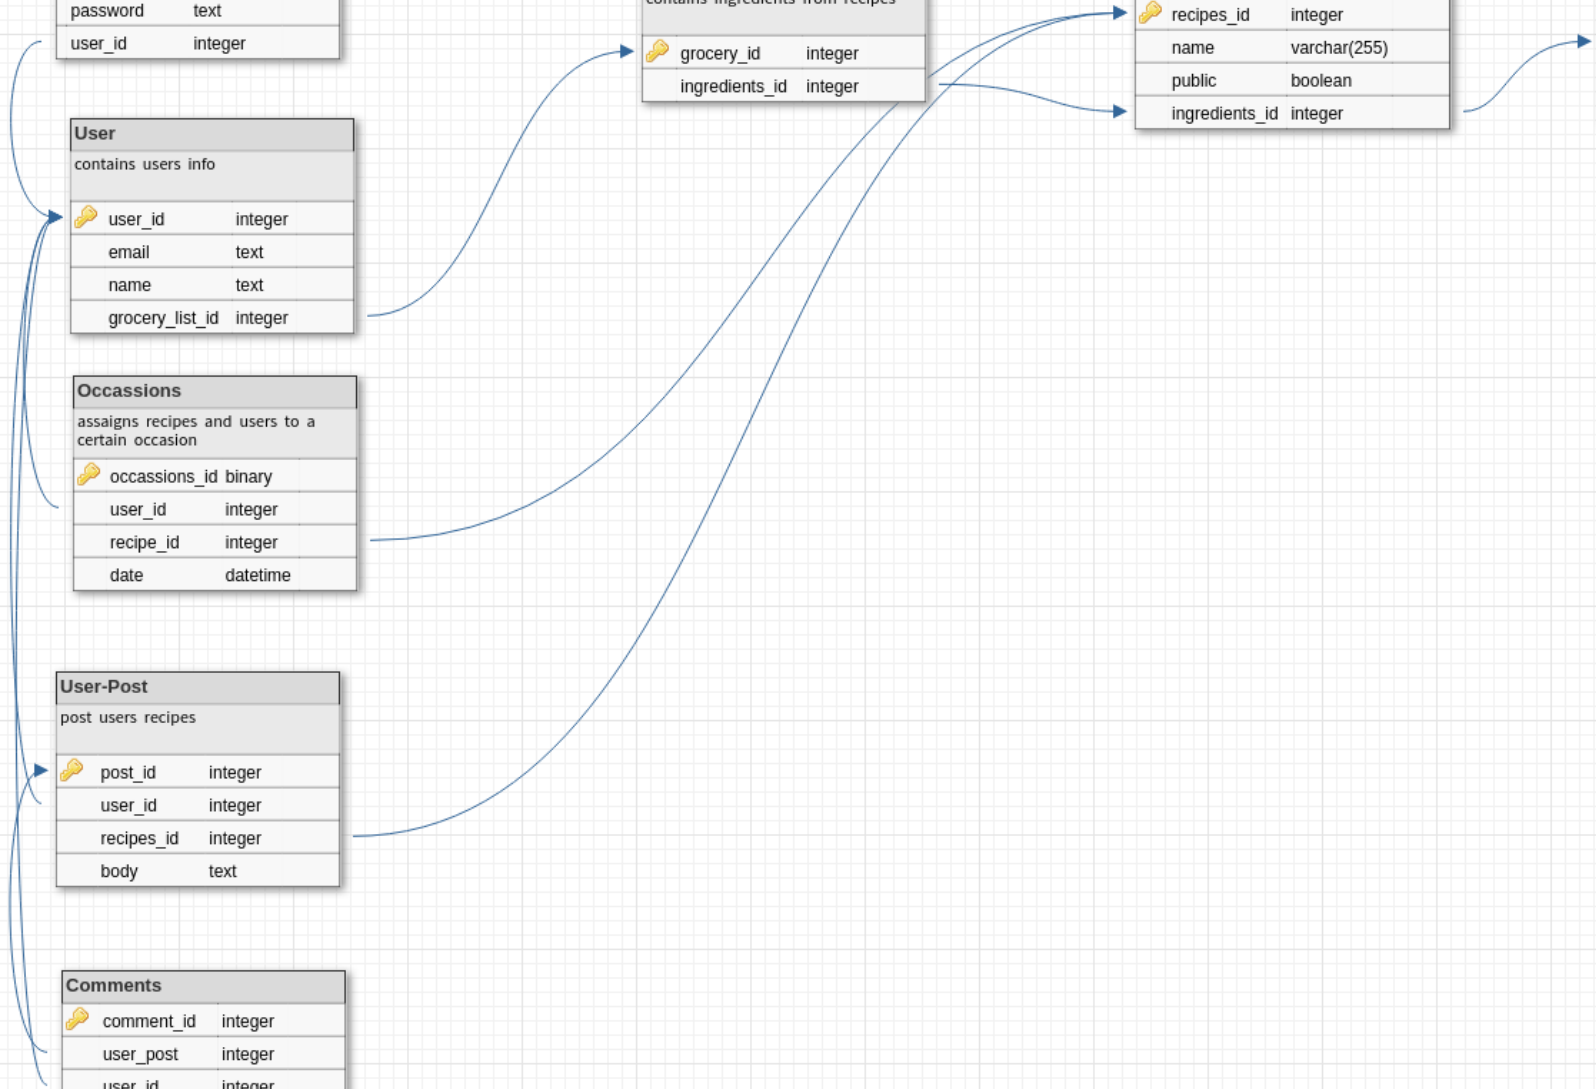 password text
user_id integer
User
contains users info
user_id integer
email text
name text
grocery_list_id integer
Occassions
assaigns recipes and users to a
certain occasion
occassions_id binary
user_id integer
recipe_id integer
date datetime
User-Post
post users recipes
post_id integer
user_id integer
recipes_id integer
body text
Comments
comment_id integer
user_post integer
user_id integer
contains ingredients from recipes
grocery_id integer
ingredients_id integer
recipes_id integer
name varchar(255)
public boolean
ingredients_id integer